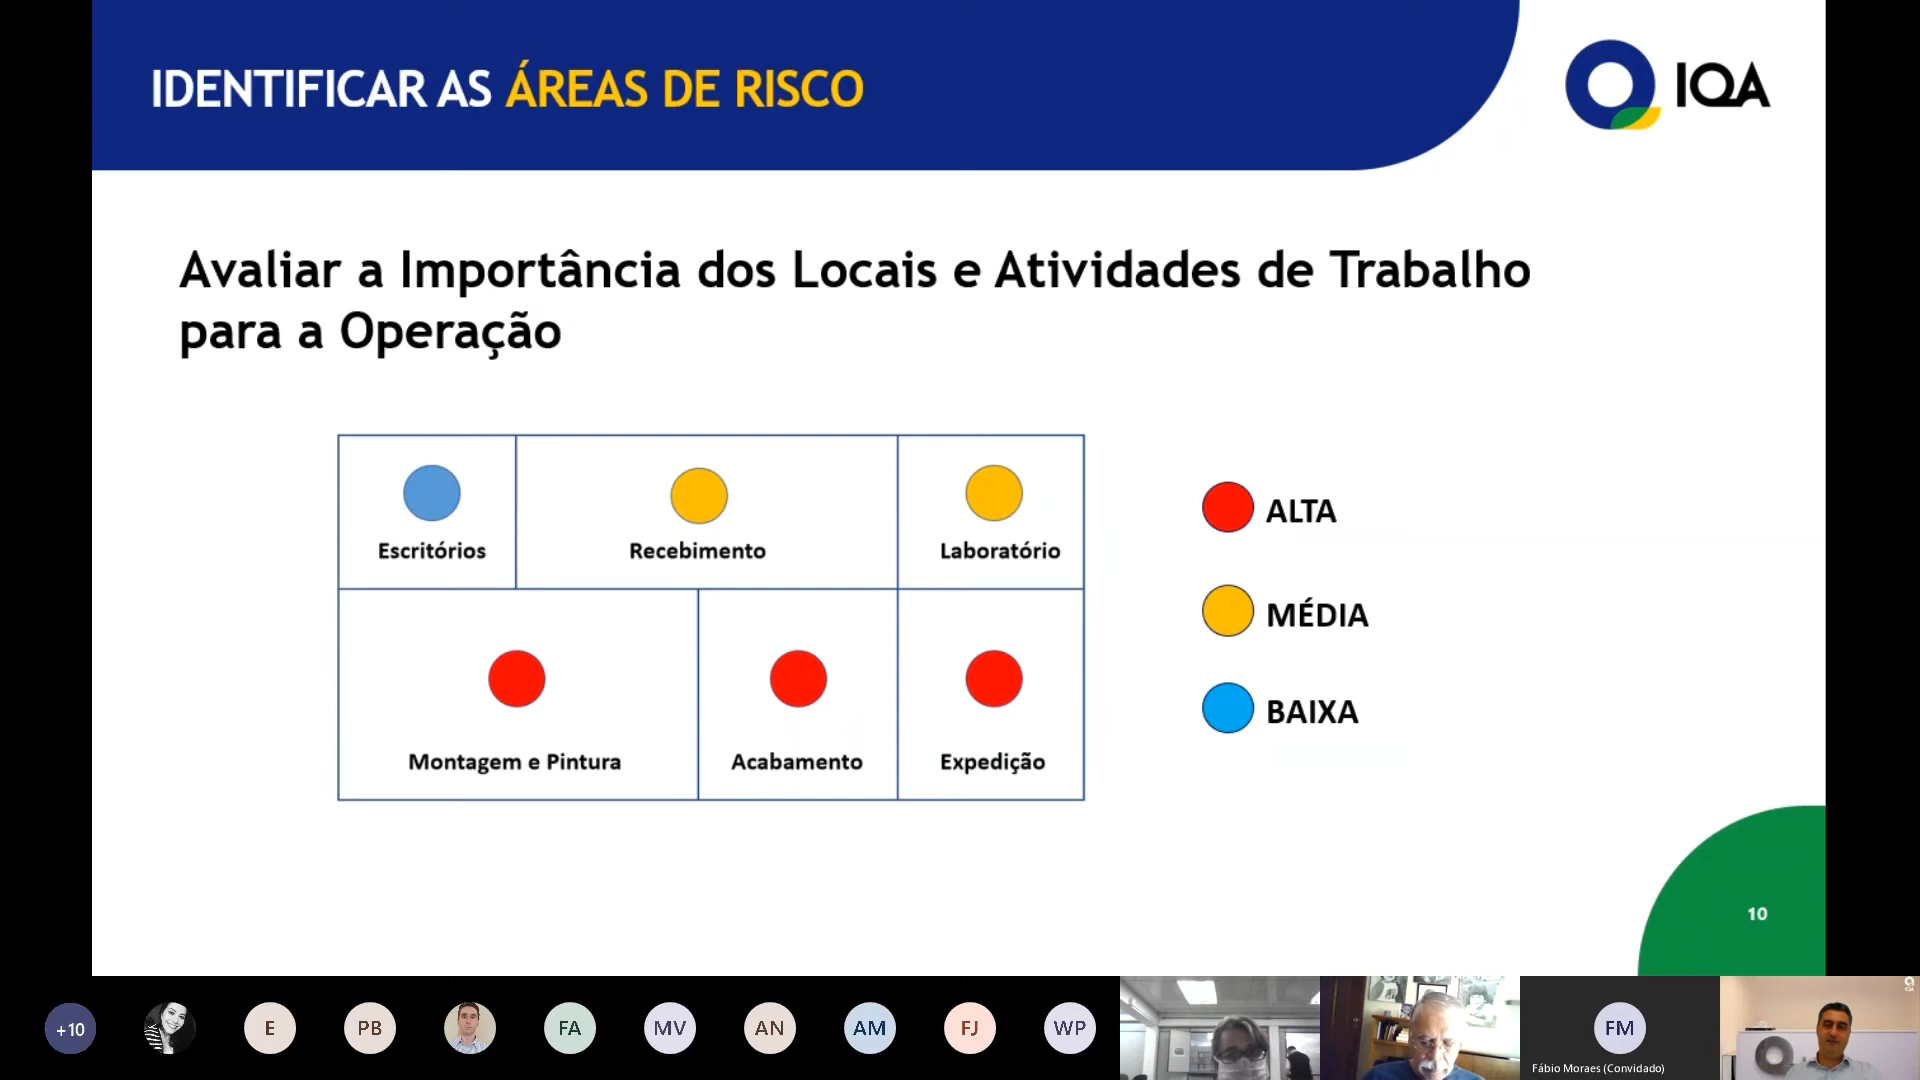 IDENTIFICAR AS ÁREAS DE RISCO
IQA
Avaliar a Importância dos Locais e Atividades de Trabalho
para a Operação
Escritórios
Recebimento
Laboratório
Montagem e Pintura
Acabamento
Expedição
ALTA
MÉDIA
BAIXA
10
+10
E
PB
FA
MV
AN
AM
FJ
WP
FM
Fábio Moraes (Convidado)